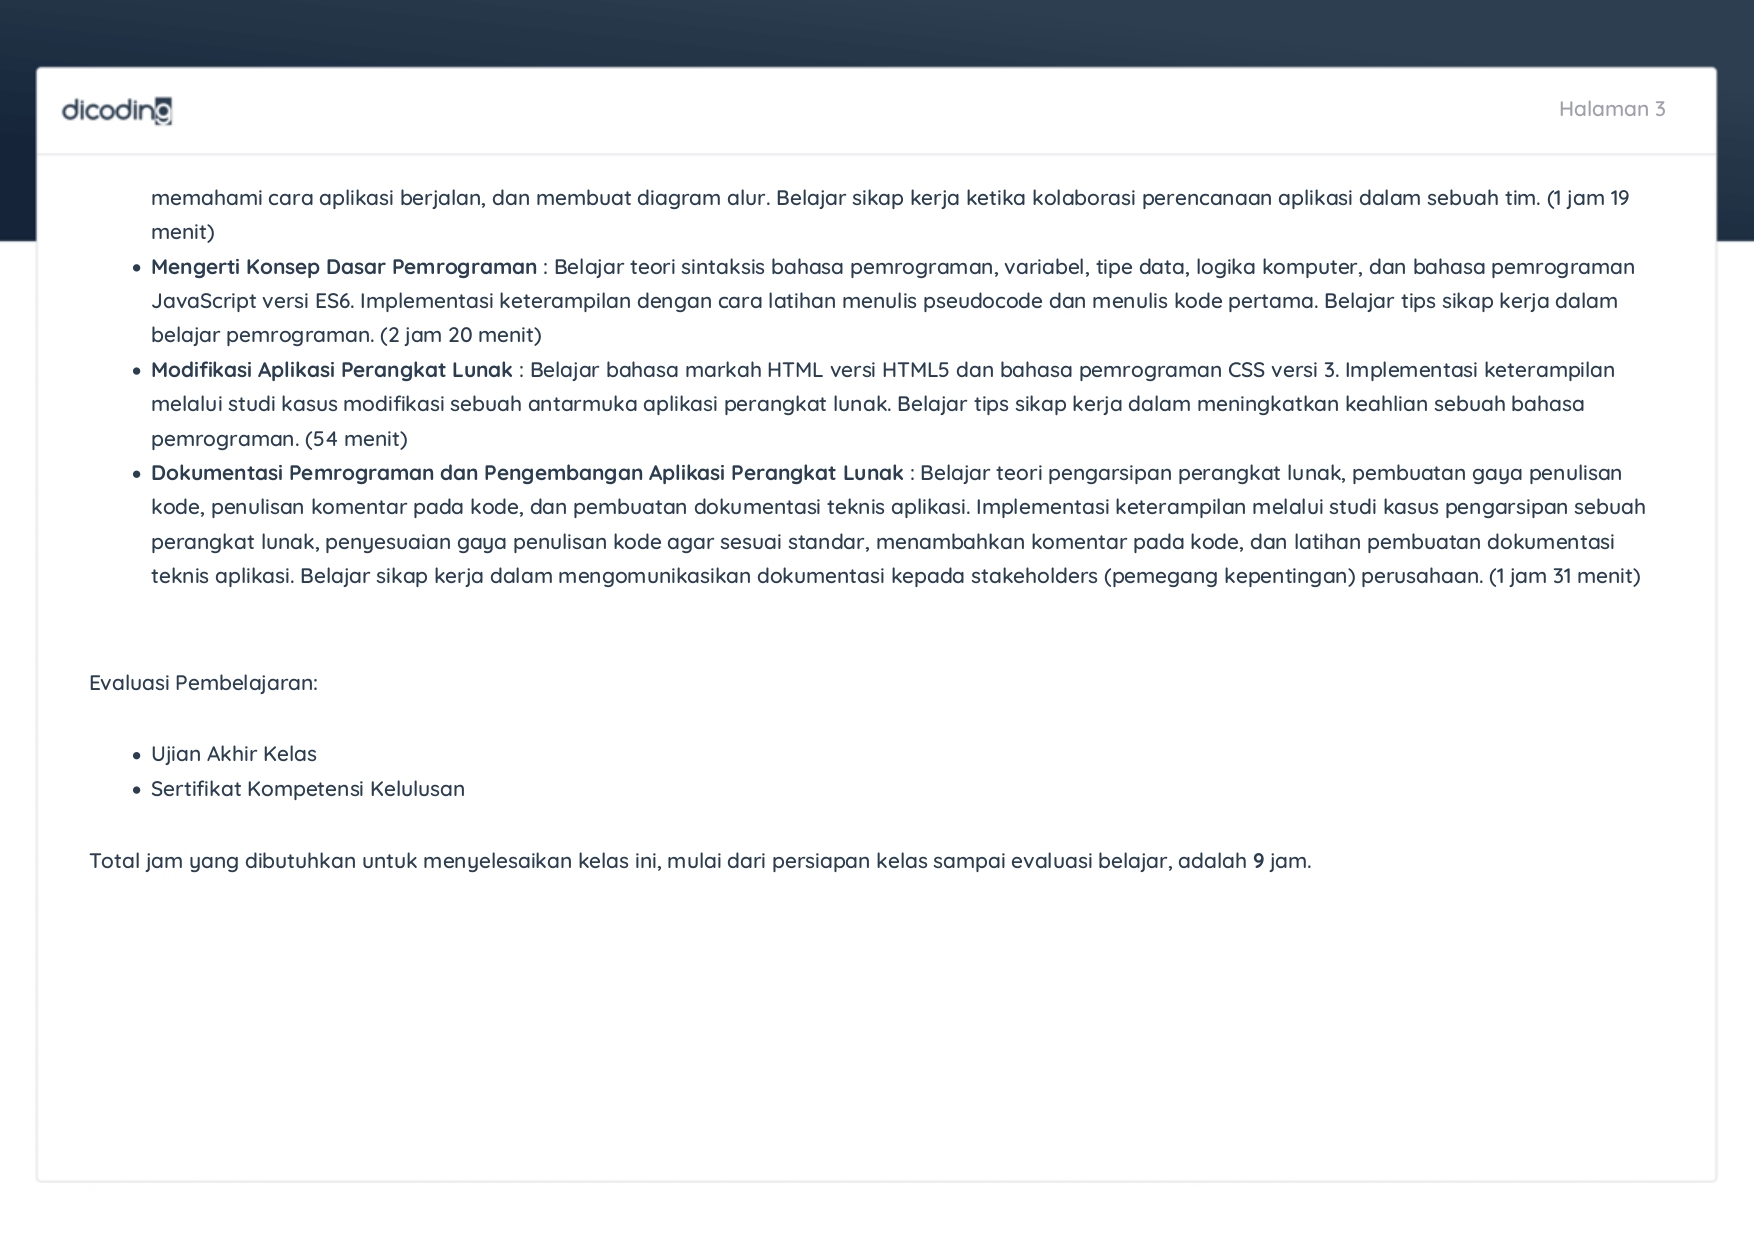 dicoding
Halaman 3
memahami cara aplikasi berjalan, dan membuat diagram alur. Belajar sikap kerja ketika kolaborasi perencanaan aplikasi dalam sebuah tim. (1 jam 19
menit)
• Mengerti Konsep Dasar Pemrograman : Belajar teori sintaksis bahasa pemrograman, variabel, tipe data, logika komputer, dan bahasa pemrograman
JavaScript versi ES6. Implementasi keterampilan dengan cara latihan menulis pseudocode dan menulis kode pertama. Belajar tips sikap kerja dalam
belajar pemrograman. (2 jam 20 menit)
• Modifikasi Aplikasi Perangkat Lunak : Belajar bahasa markah HTML versi HTML5 dan bahasa pemrograman CSS versi 3. Implementasi keterampilan
melalui studi kasus modifikasi sebuah antarmuka aplikasi perangkat lunak. Belajar tips sikap kerja dalam meningkatkan keahlian sebuah bahasa
pemrograman. (54 menit)
• Dokumentasi Pemrograman dan Pengembangan Aplikasi Perangkat Lunak : Belajar teori pengarsipan perangkat lunak, pembuatan gaya penulisan
kode, penulisan komentar pada kode, dan pembuatan dokumentasi teknis aplikasi. Implementasi keterampilan melalui studi kasus pengarsipan sebuah
perangkat lunak, penyesuaian gaya penulisan kode agar sesuai standar, menambahkan komentar pada kode, dan latihan pembuatan dokumentasi
teknis aplikasi. Belajar sikap kerja dalam mengomunikasikan dokumentasi kepada stakeholders (pemegang kepentingan) perusahaan. (1 jam 31 menit)
Evaluasi Pembelajaran:
• Ujian Akhir Kelas
• Sertifikat Kompetensi Kelulusan
Total jam yang dibutuhkan untuk menyelesaikan kelas ini, mulai dari persiapan kelas sampai evaluasi belajar, adalah 9 jam.